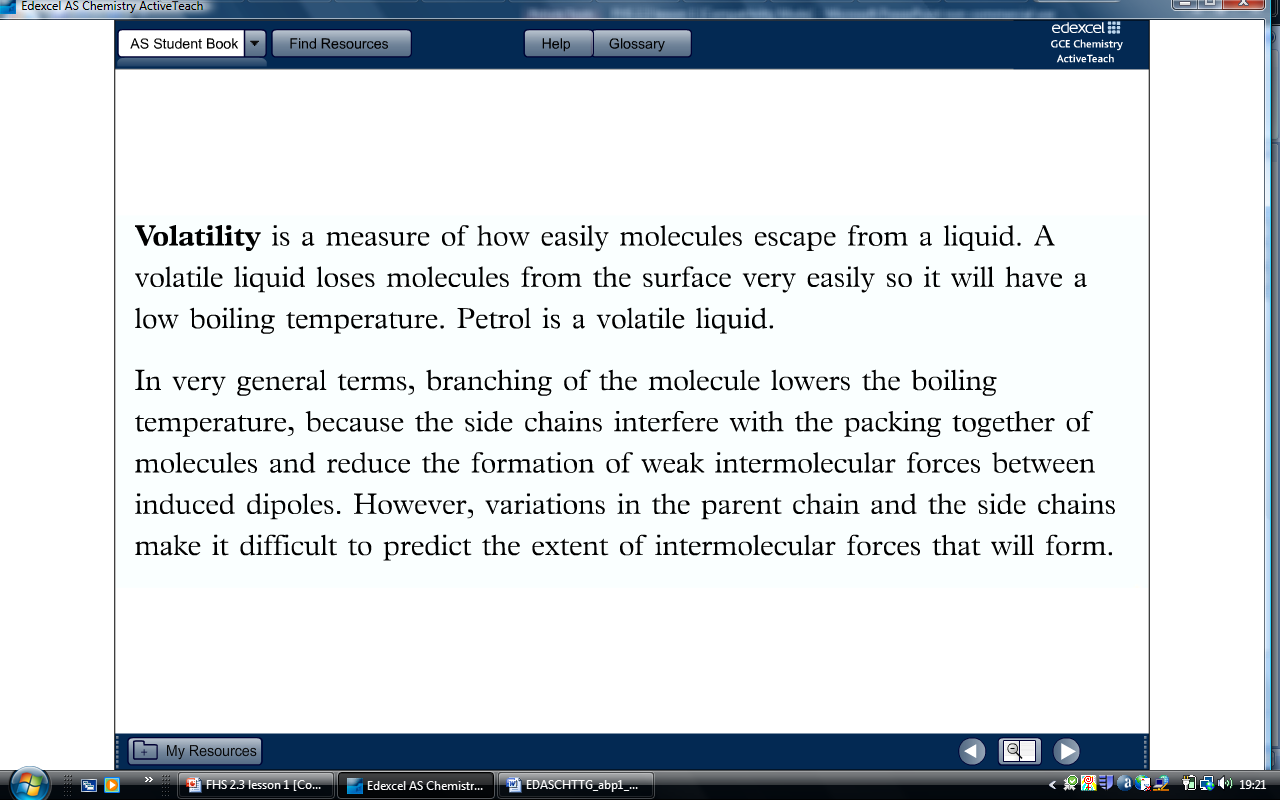 Edexcel AS Chemistry ActiveTeach
AS Student Book
Find Resources
Help
Glossary
edexcel
GCE Chemistry
ActiveTeach
Volatility is a measure of how easily molecules escape from a liquid. A
volatile liquid loses molecules from the surface very easily so it will have a
low boiling temperature. Petrol is a volatile liquid.
In very general terms, branching of the molecule lowers the boiling
temperature, because the side chains interfere with the packing together of
molecules and reduce the formation of weak intermolecular forces between
induced dipoles. However, variations in the parent chain and the side chains
make it difficult to predict the extent of intermolecular forces that will form.
My Resources
FHS 2.3 lesson 1 [Co...
Edexcel AS Chemistr...
EDASCHTTG_abp1_...
19:21